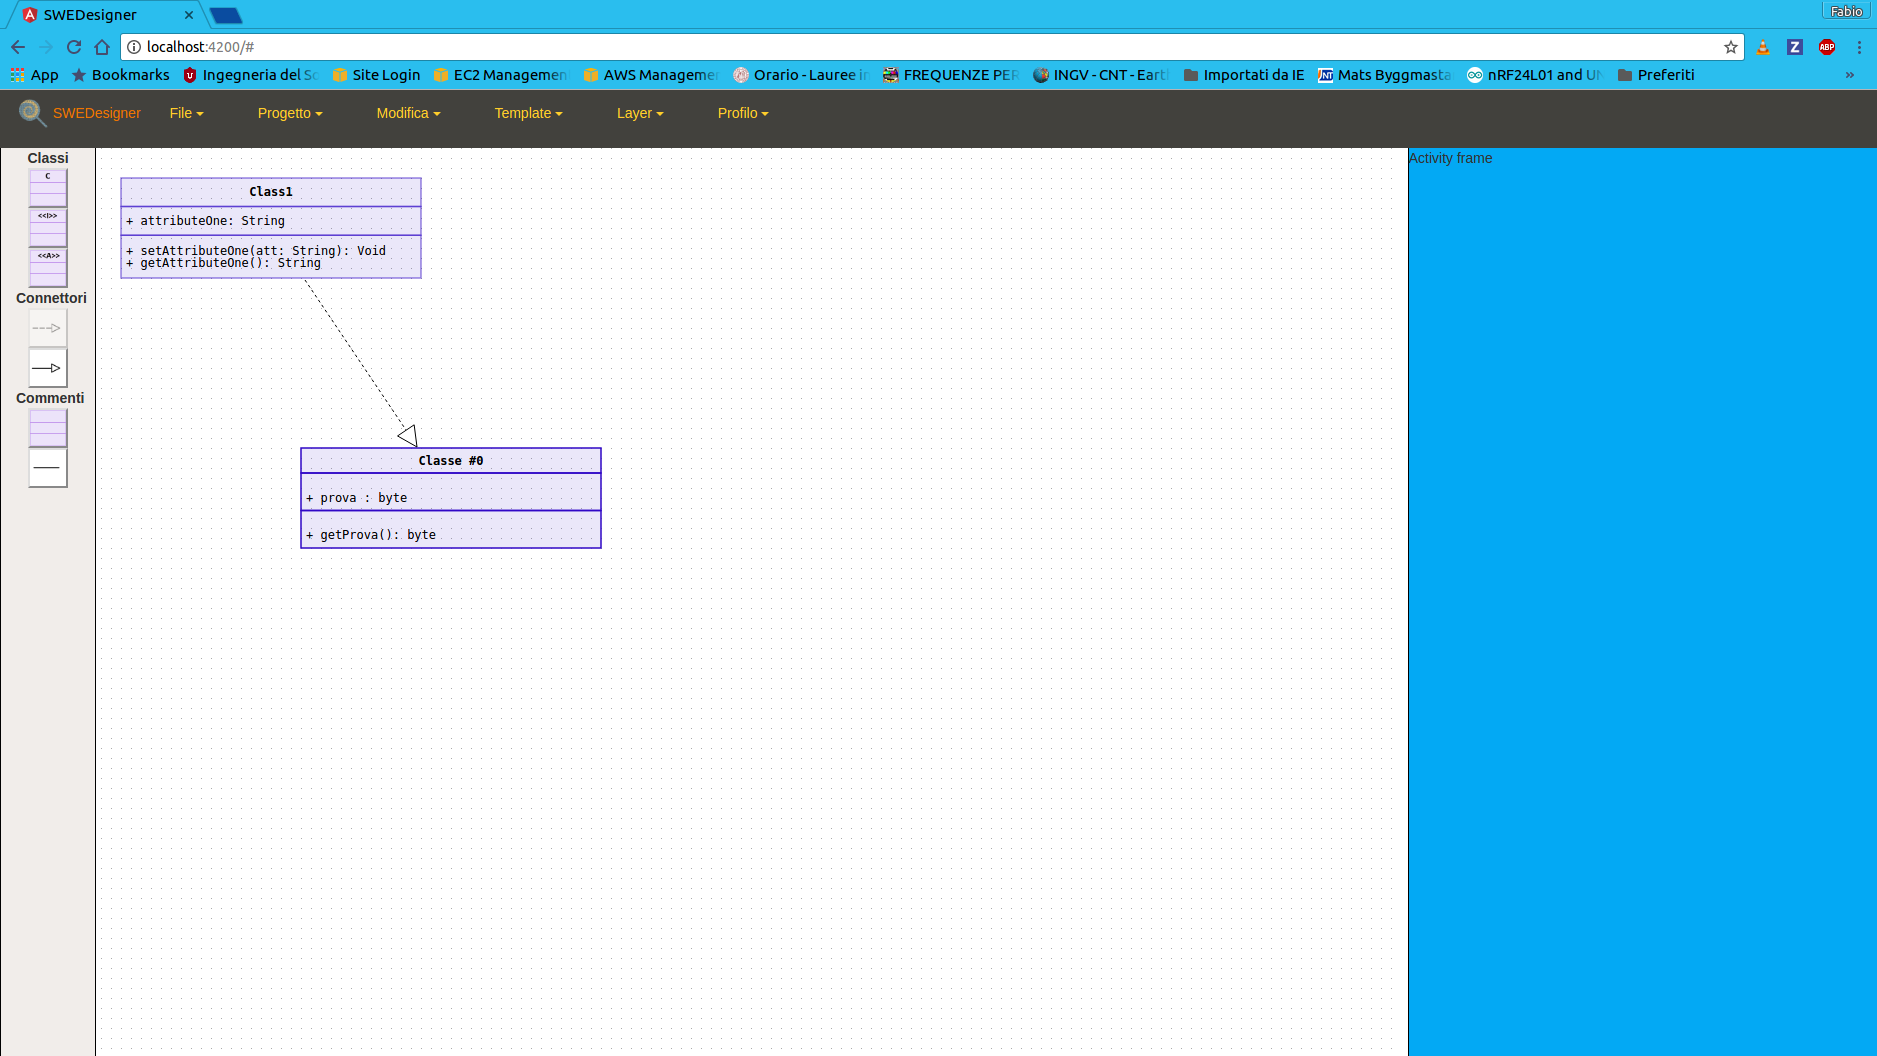 SWEDesigner
Fabio
localhost:4200/#
ABP
App Bookmarks Ingegneria del Site Login EC2 Managemen AWS Managemen Orario - Lauree in FREQUENZE PER INGV - CNT - Eart Importati da IE Mats Byggmasta nRF24L01 and UN Preferiti »
SWEDesigner File Progetto Modifica Template Layer Profilo
Classi
C
<<I>>
<<A>>
Connettori
Commenti
Class1
+ attributeOne: String
+ setAttributeOne(att: String): Void
+ getAttributeOne(): String
Classe #0
+ prova : byte
+ getProva(): byte
Activity frame